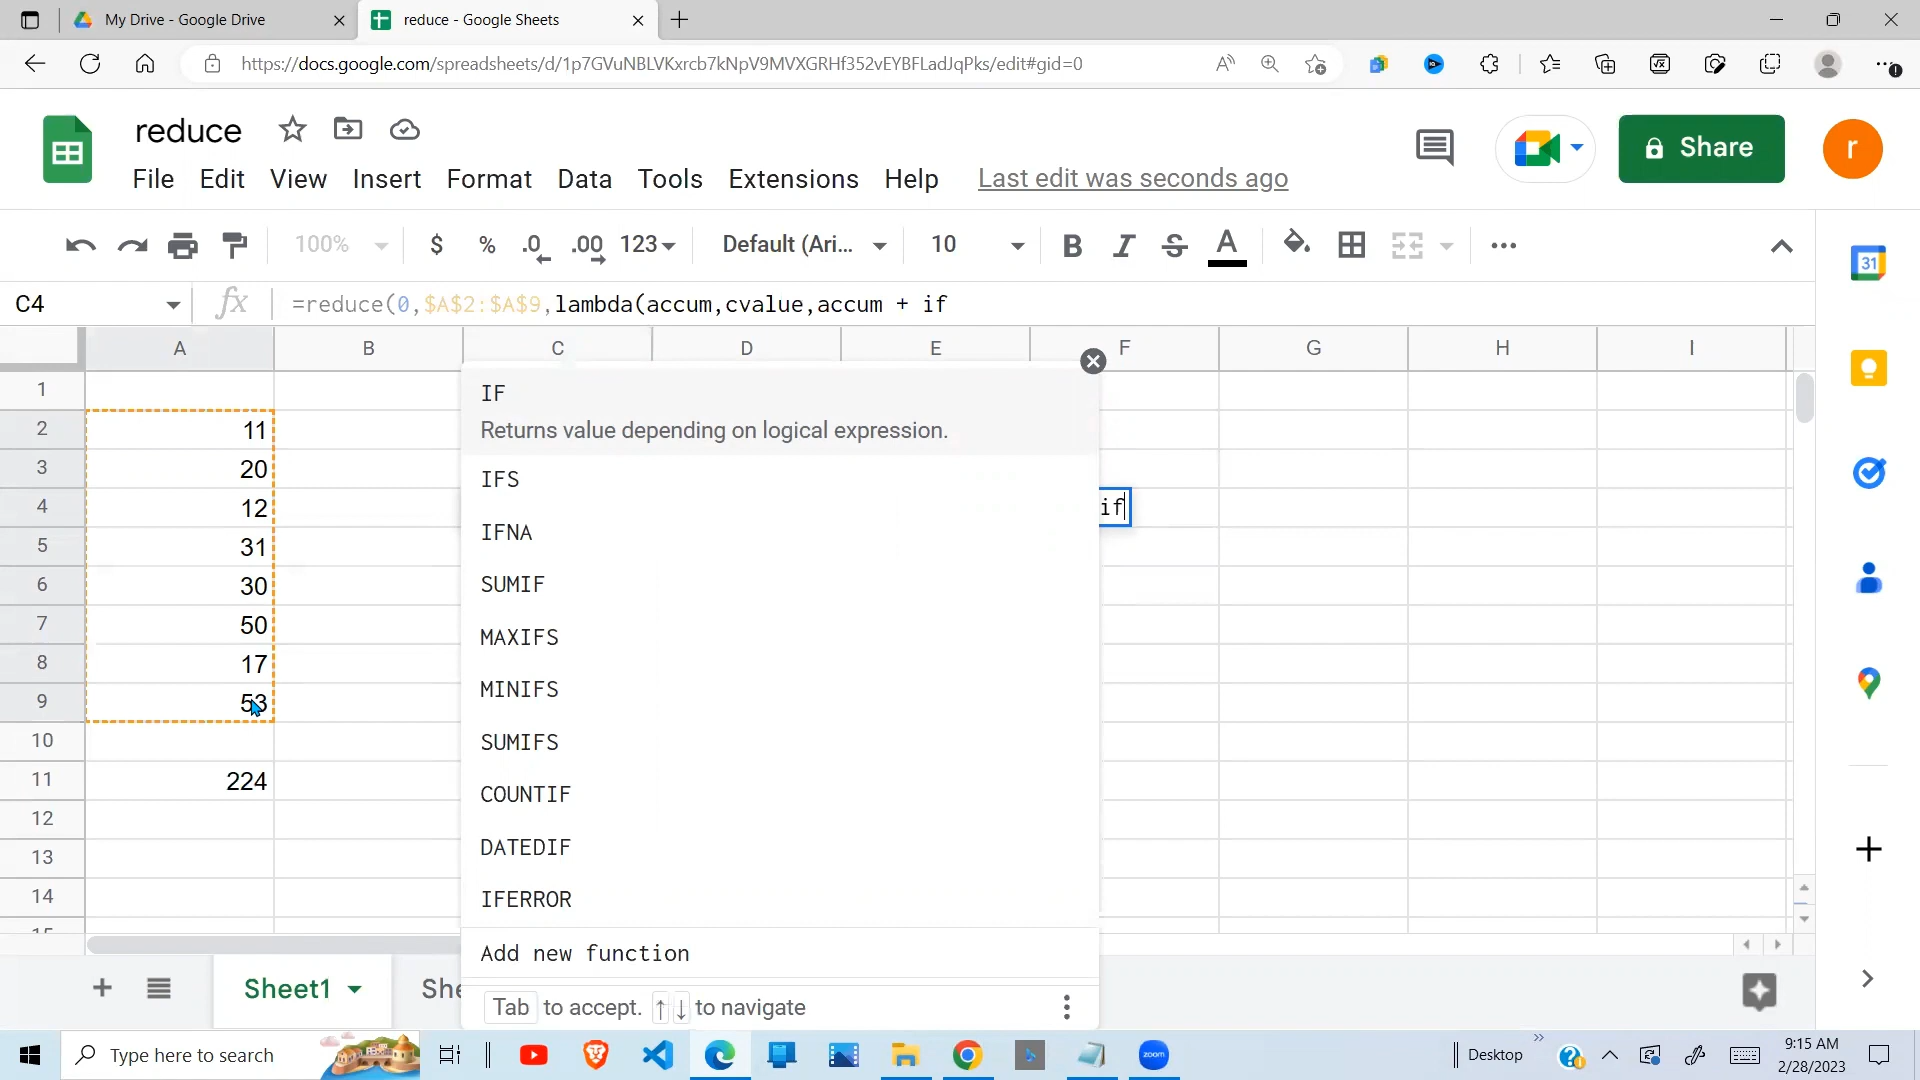 My Drive - Google Drive
reduce - Google Sheets
https://docs.google.com/spreadsheets/d/1p7GVuNBLVKxrcb7kNpV9MVXGRHf352vEYBFLadJqPks/edit#gid=0
reduce
File Edit View Insert Format Data Tools Extensions Help Last edit was seconds ago
Share
r
100% $ % .0 .00 123 Default (Ari... 10 B I S A
31
C4 fx =reduce(0,$A$2:$A$9,lambda(accum,cvalue,accum + if
A B C D E F G H I
1
IF
Returns value depending on logical expression.
2 11
3 20
IFS
4 12
if
IFNA
5 31
6 30
SUMIF
7 50
MAXIFS
8 17
MINIFS
9 53
10
SUMIFS
11 224
COUNTIF
12
DATEDIF
13
14
IFERROR
15
Add new function
Sheet1
She
Tab to accept. ↑ ↓ to navigate
Type here to search
zoom
Desktop
9:15 AM
2/28/2023